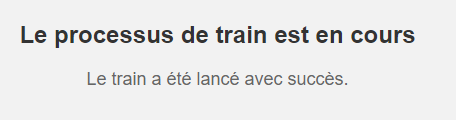 Le processus de train est en cours
Le train a été lancé avec succès.